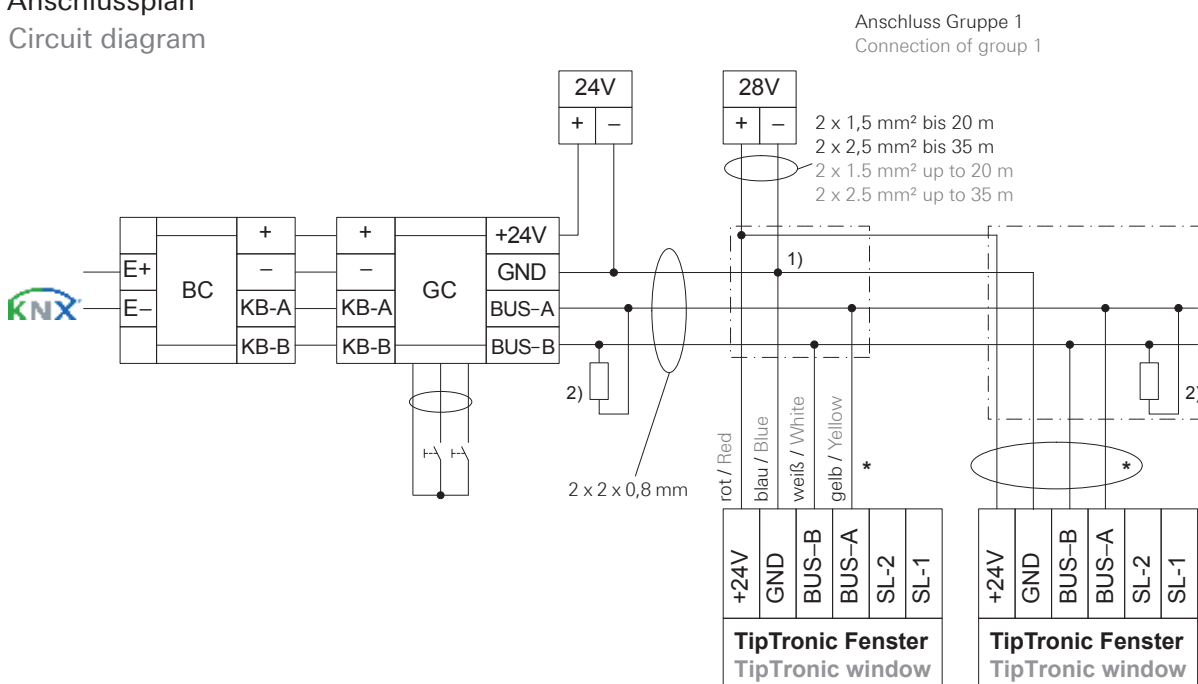 Anschlussplan
Circuit diagram
Anschluss Gruppe 1
Connection of group 1
24V
+ –
28V
+ –
2 x 1,5 mm² bis 20 m
2 x 2,5 mm² bis 35 m
2 x 1.5 mm² up to 20 m
2 x 2.5 mm² up to 35 m
KNX
E+
E–
BC
+
–
KB-A
KB-B
+
–
KB-A
KB-B
GC
+24V
GND
BUS–A
BUS–B
1)
2)
2)
2 x 2 x 0,8 mm
rot / Red
blau / Blue
weiß / White
gelb / Yellow
*
*
+24V
GND
BUS–B
BUS–A
SL-2
SL-1
TipTronic Fenster
TipTronic window
+24V
GND
BUS–B
BUS–A
SL-2
SL-1
TipTronic Fenster
TipTronic window